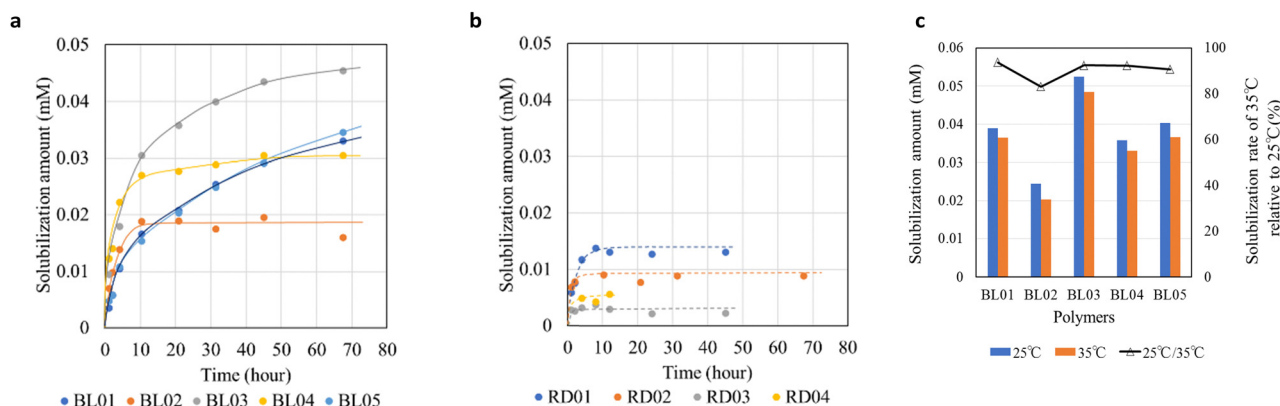 a
0.05
0.04
0.03
0.02
0.01
0
Solubilization amount (mM)
0 10 20 30 40 50 60 70 80
Time (hour)
BL01 BL02 BL03 BL04 BL05
b
0.05
0.04
0.03
0.02
0.01
0
Solubilization amount (mM)
0 10 20 30 40 50 60 70 80
Time (hour)
RD01 RD02 RD03 RD04
c
0.06
0.05
0.04
0.03
0.02
0.01
0
Solubilization amount (mM)
100
80
60
40
20
0
Solubilization rate of 35℃
relative to 25℃(%)
BL01 BL02 BL03 BL04 BL05
Polymers
25℃ 35℃ 25℃/35℃